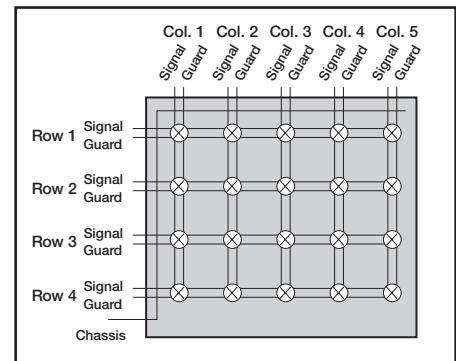 Col. 1 Col. 2 Col. 3 Col. 4 Col. 5
Signal Guard Signal Guard Signal Guard Signal Guard Signal Guard
Row 1 Signal
Guard
Row 2 Signal
Guard
Row 3 Signal
Guard
Row 4 Signal
Guard
Chassis